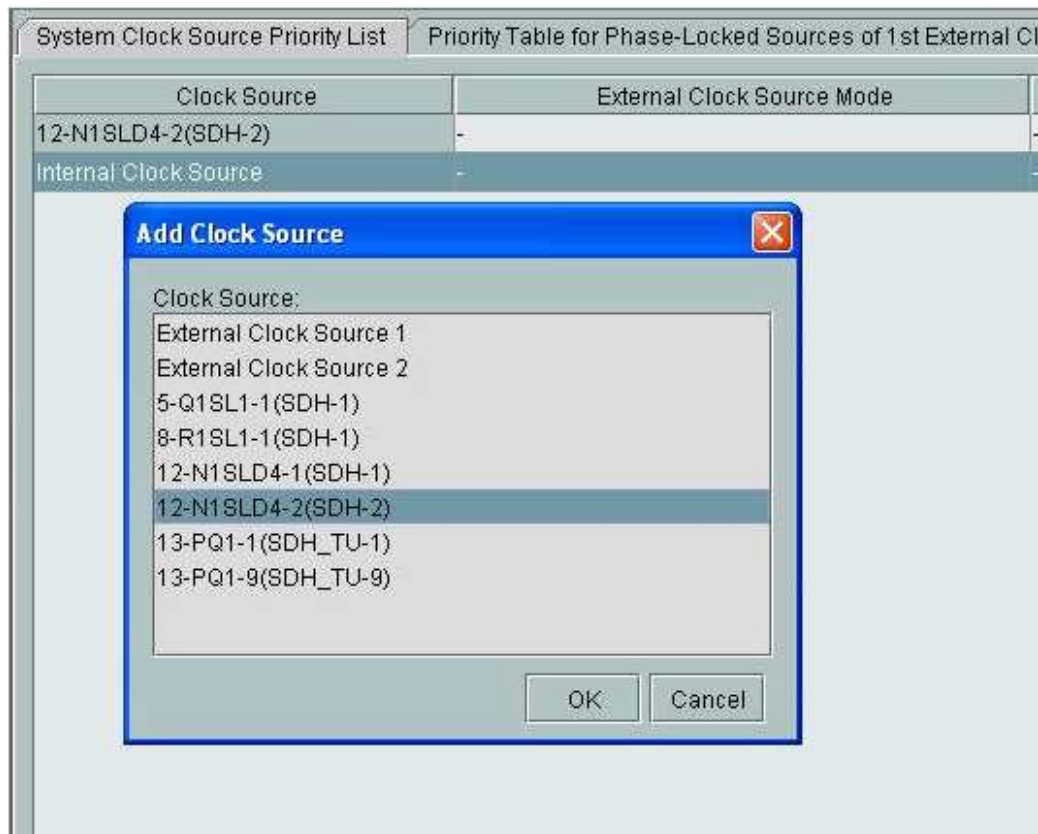 System Clock Source Priority List
Priority Table for Phase-Locked Sources of 1st External Cl
Clock Source
External Clock Source Mode
12-N1SLD4-2(SDH-2)
-
-
Internal Clock Source
-
-
Add Clock Source
Clock Source:
External Clock Source 1
External Clock Source 2
5-Q1SL1-1(SDH-1)
8-R1SL1-1(SDH-1)
12-N1SLD4-1(SDH-1)
12-N1SLD4-2(SDH-2)
13-PQ1-1(SDH_TU-1)
13-PQ1-9(SDH_TU-9)
OK
Cancel